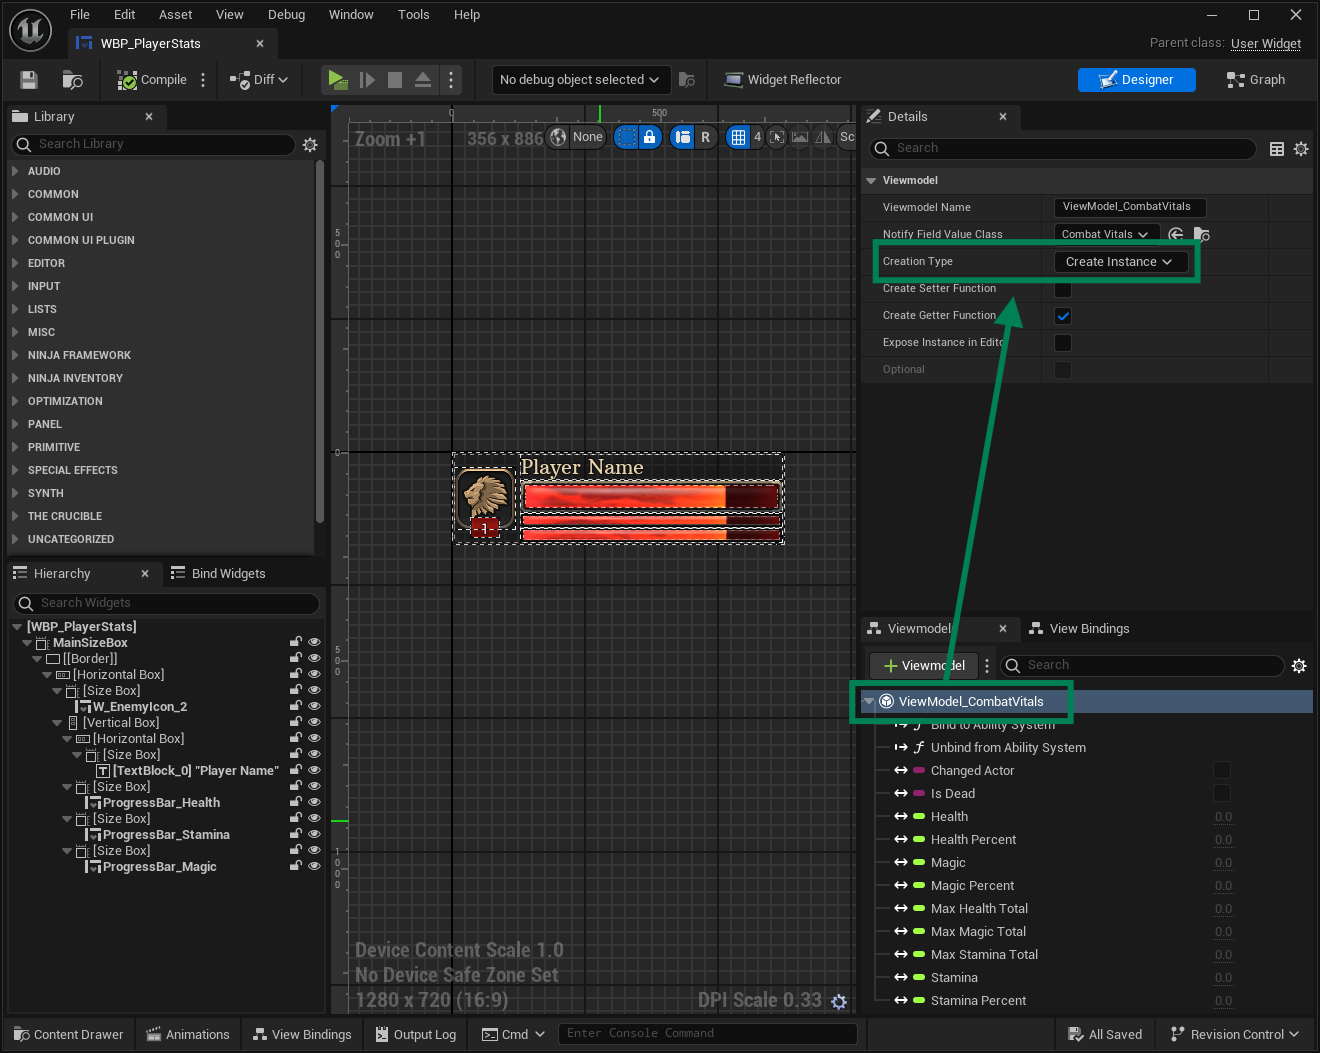 File Edit Asset View Debug Window Tools Help
WBP_PlayerStats
Parent class: User Widget
Compile Diff No debug object selected Widget Reflector Designer Graph
Library
Search Library
AUDIO
COMMON
COMMON UI
COMMON UI PLUGIN
EDITOR
INPUT
LISTS
MISC
NINJA FRAMEWORK
NINJA INVENTORY
OPTIMIZATION
PANEL
PRIMITIVE
SPECIAL EFFECTS
SYNTH
THE CRUCIBLE
UNCATEGORIZED
Hierarchy Bind Widgets
Search Widgets
[WBP_PlayerStats]
MainSizeBox
[[Border]]
[Horizontal Box]
[Size Box]
W_EnemyIcon_2
[Vertical Box]
[Horizontal Box]
[Size Box]
[TextBlock_0] "Player Name"
[Size Box]
ProgressBar_Health
[Size Box]
ProgressBar_Stamina
[Size Box]
ProgressBar_Magic
0 500
Zoom +1 356 x 886 None R 4 Sc
500
0
500
1000
Player Name
-1-
Device Content Scale 1.0
No Device Safe Zone Set
1280 x 720 (16:9) DPI Scale 0.33
Details
Search
Viewmodel
Viewmodel Name ViewModel_CombatVitals
Notify Field Value Class Combat Vitals
Creation Type Create Instance
Create Setter Function
Create Getter Function
Expose Instance in Edito
Optional
Viewmodel View Bindings
Viewmodel Search
ViewModel_CombatVitals
Bind to Ability System
Unbind from Ability System
Changed Actor
Is Dead
Health 0.0
Health Percent 0.0
Magic 0.0
Magic Percent 0.0
Max Health Total 0.0
Max Magic Total 0.0
Max Stamina Total 0.0
Stamina 0.0
Stamina Percent 0.0
Content Drawer Animations View Bindings Output Log Cmd Enter Console Command All Saved Revision Control